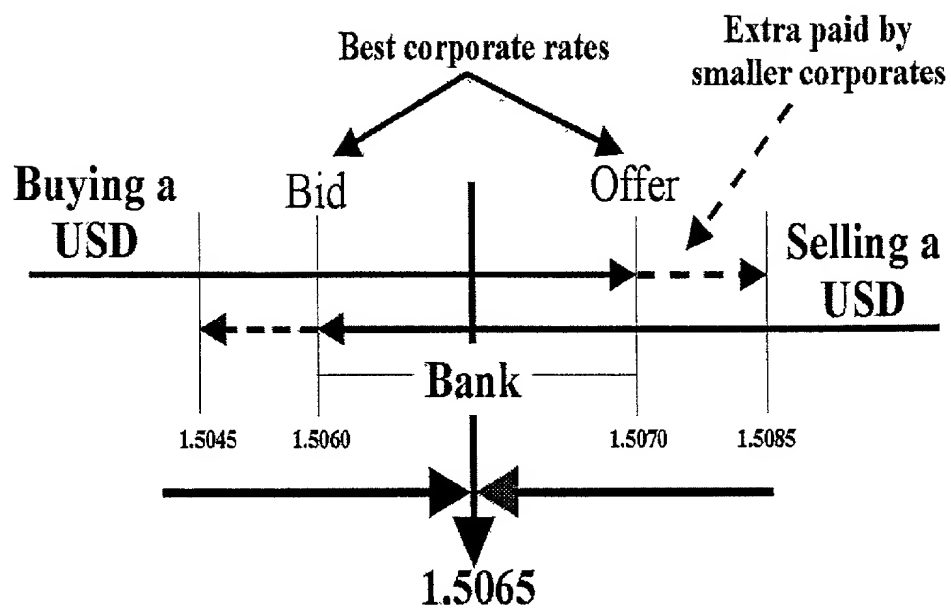 Best corporate rates
Extra paid by
smaller corporates
Buying a
USD
Bid
Offer
Selling a
USD
Bank
1.5045
1.5060
1.5070
1.5085
1.5065